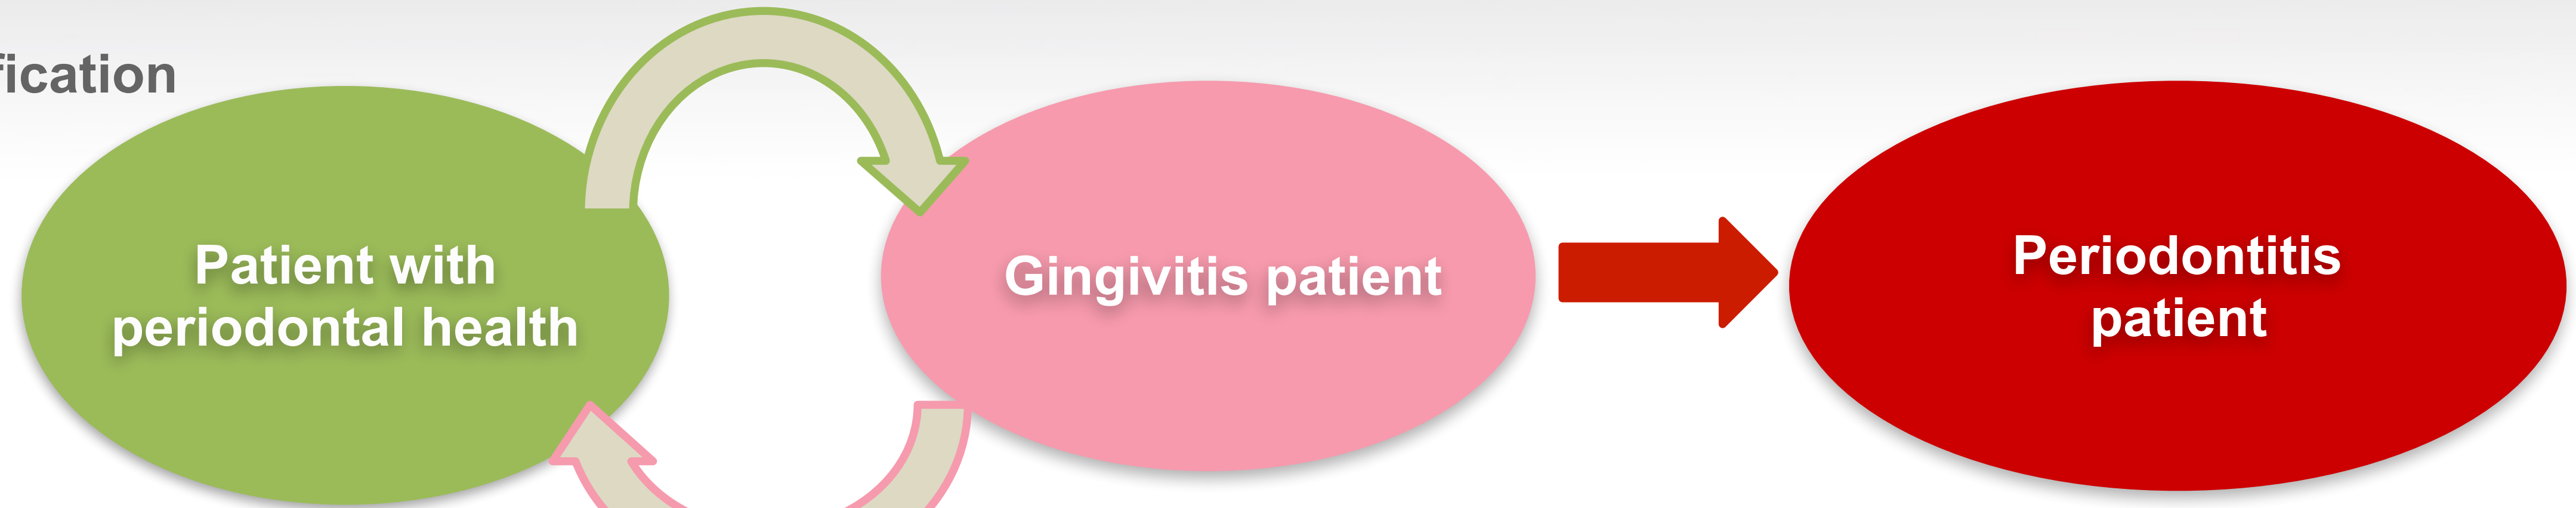 fication
Patient with
periodontal health
Gingivitis patient
Periodontitis
patient